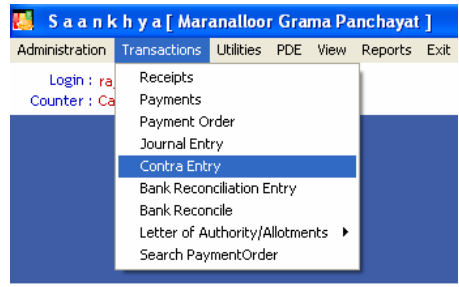 S a a n k h y a [ Maranalloor Grama Panchayat ]
Administration Transactions Utilities PDE View Reports Exit
Login :
Counter :
Receipts
Payments
Payment Order
Journal Entry
Contra Entry
Bank Reconciliation Entry
Bank Reconcile
Letter of Authority/Allotments
Search PaymentOrder